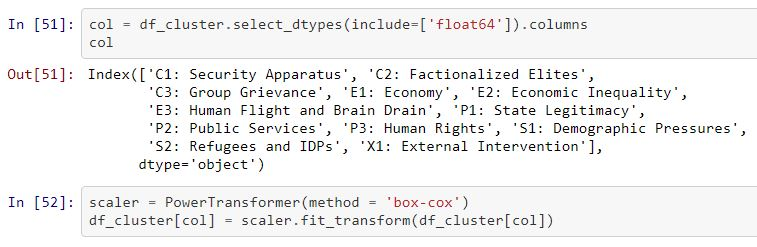 In [51]: col = df_cluster.select_dtypes(include=['float64']).columns
col
Out[51]: Index(['C1: Security Apparatus', 'C2: Factionalized Elites',
'C3: Group Grievance', 'E1: Economy', 'E2: Economic Inequality',
'E3: Human Flight and Brain Drain', 'P1: State Legitimacy',
'P2: Public Services', 'P3: Human Rights', 'S1: Demographic Pressures',
'S2: Refugees and IDPs', 'X1: External Intervention'],
dtype='object')
In [52]: scaler = PowerTransformer(method = 'box-cox')
df_cluster[col] = scaler.fit_transform(df_cluster[col])